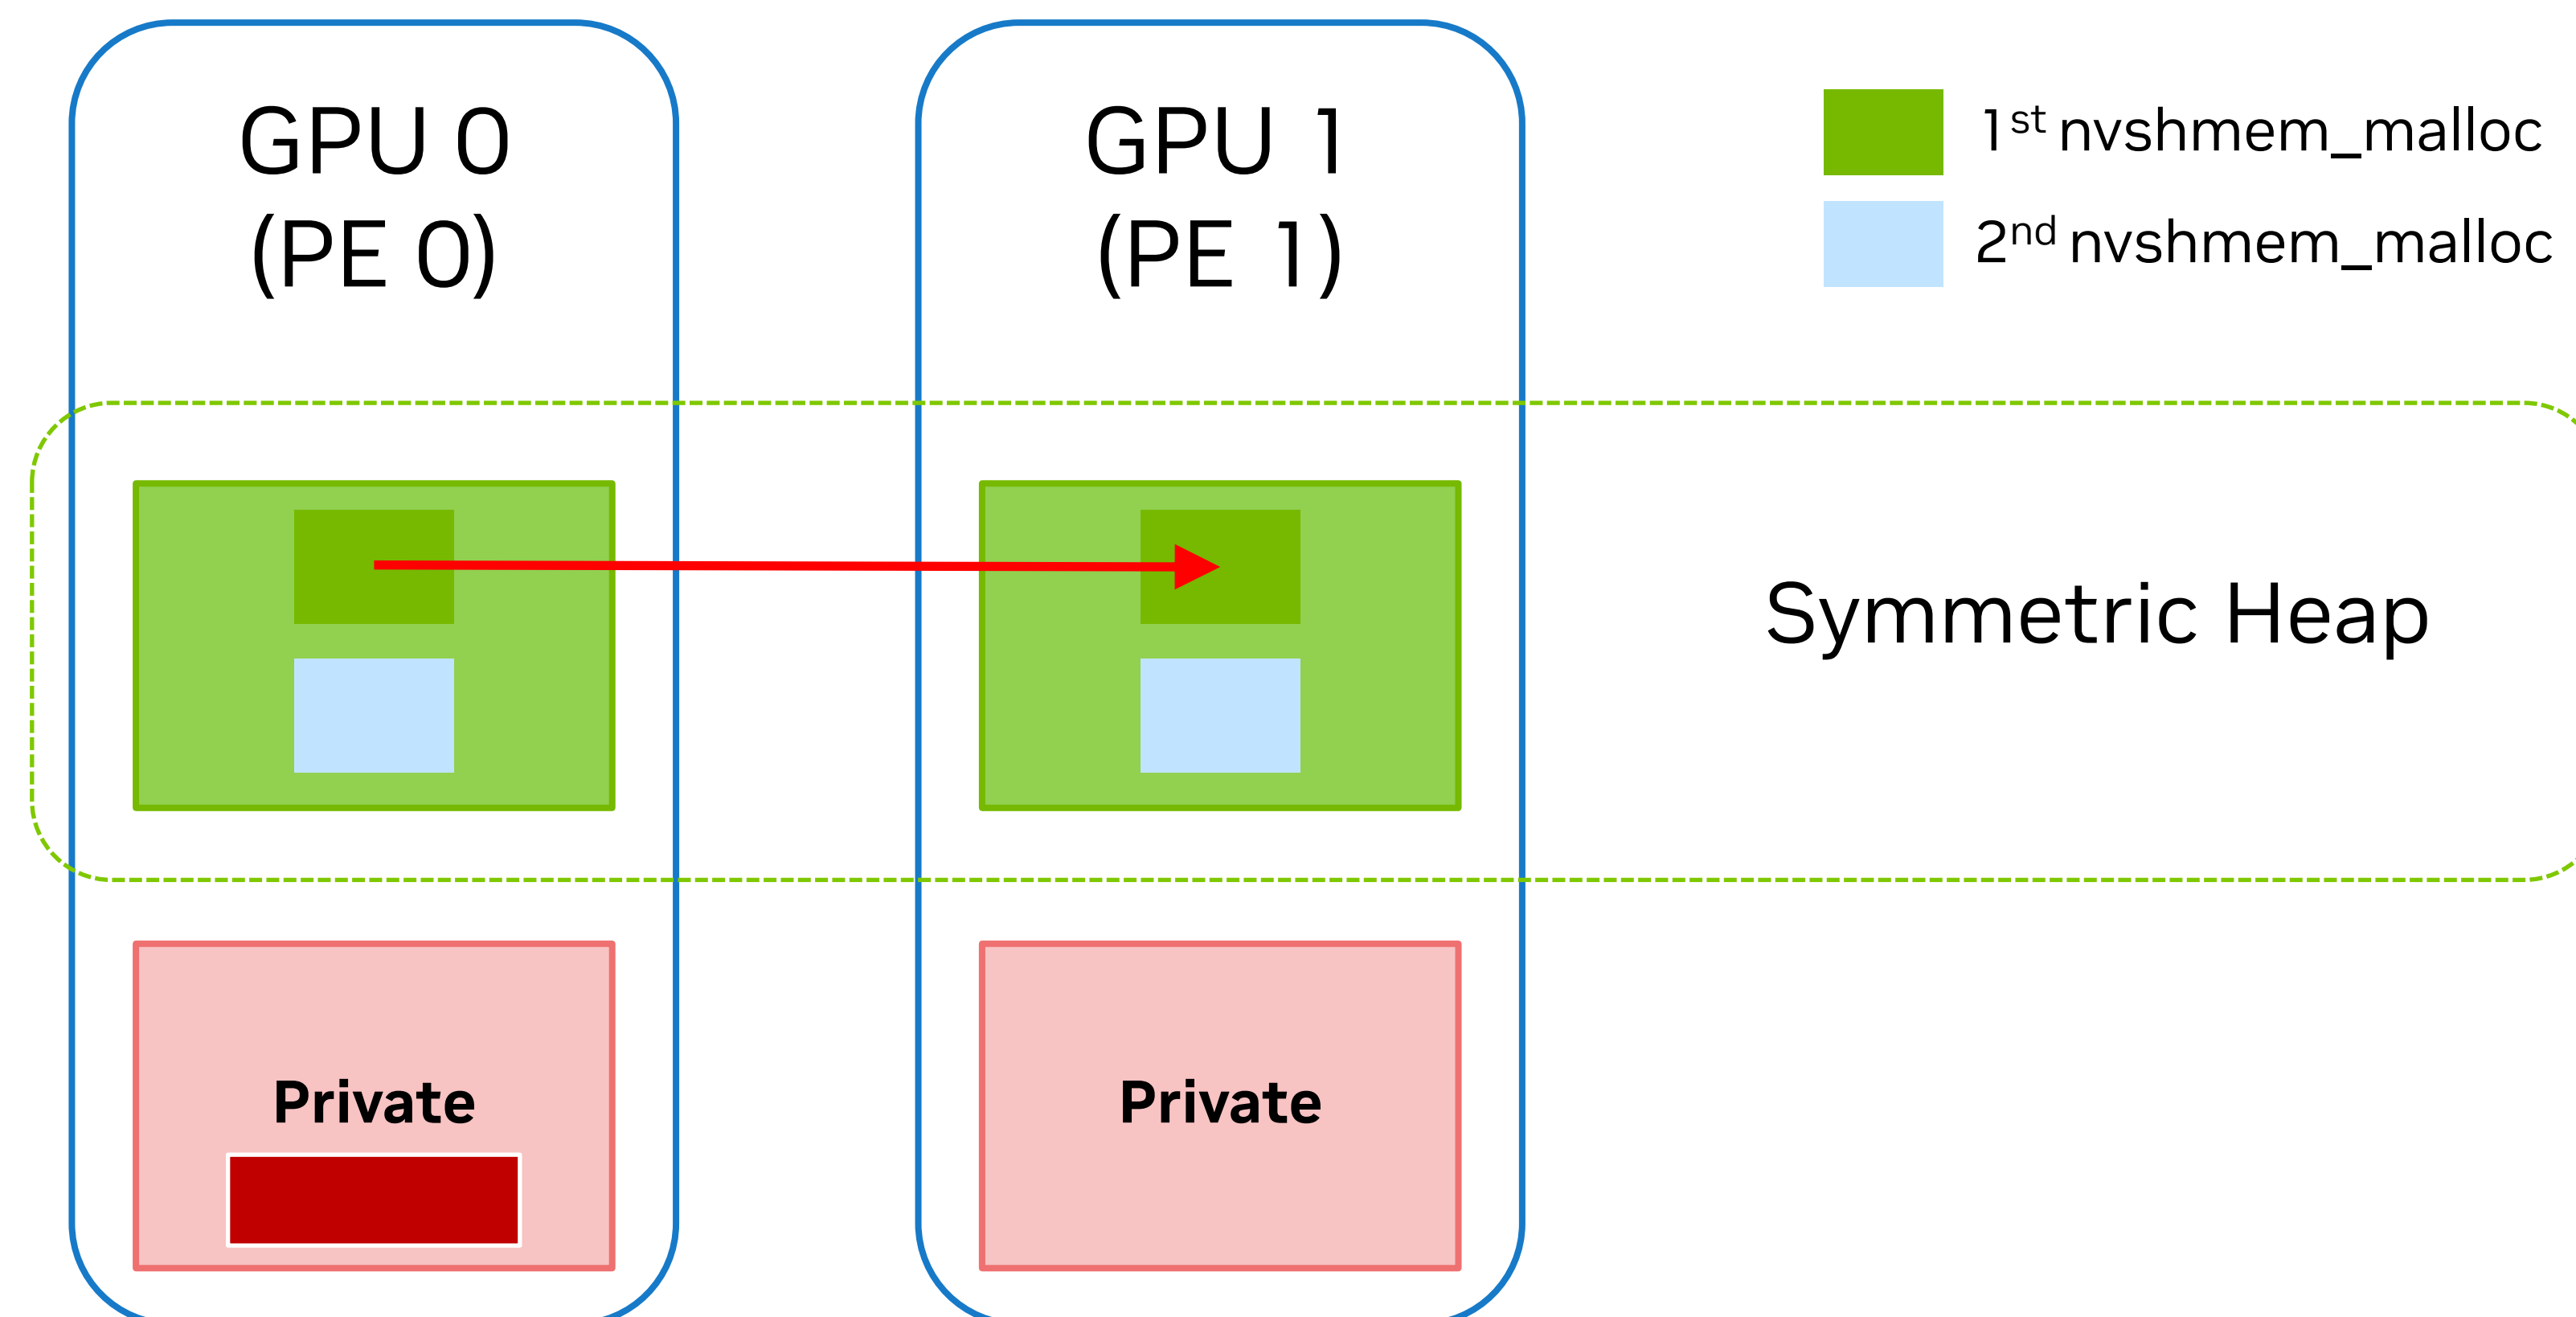 GPU 0
(PE 0)
GPU 1
(PE 1)
1st nvshmem_malloc
2nd nvshmem_malloc
Symmetric Heap
Private
Private